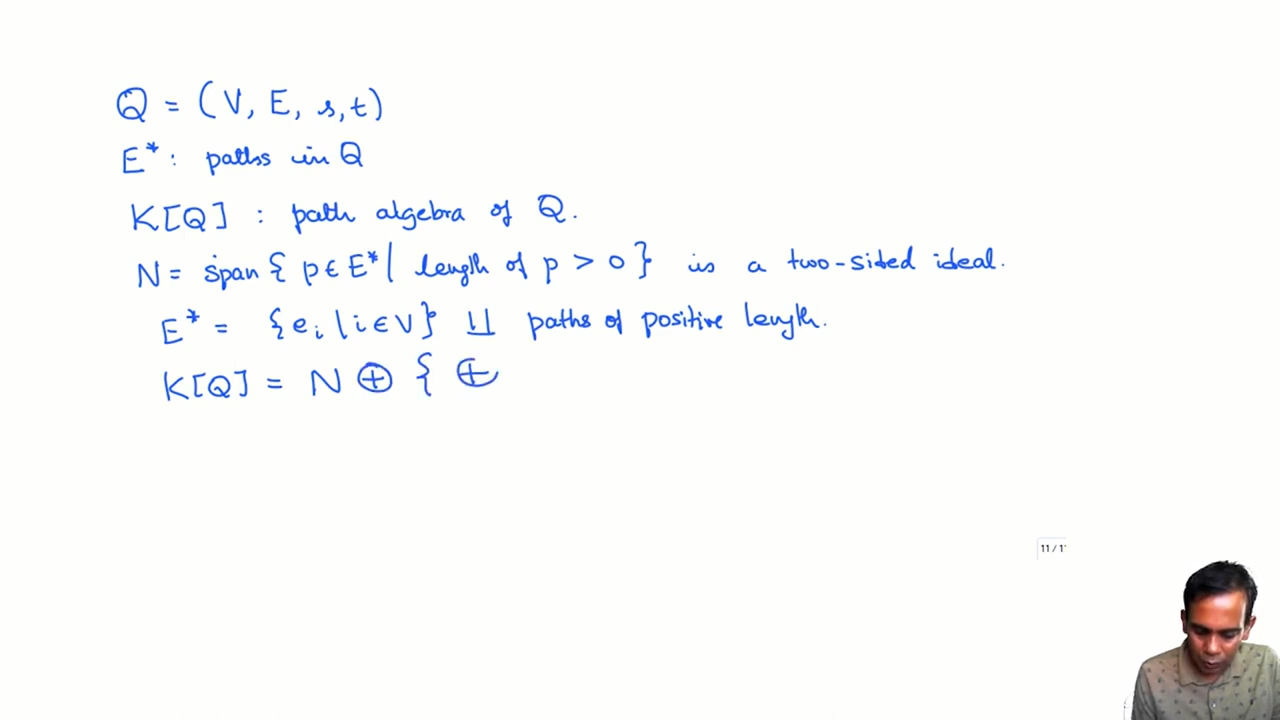 Q = (V, E, s, t)
E* : paths in Q
K[Q] : path algebra of Q.
N = span { p ∈ E* | length of p > 0 } is a two-sided ideal.
E* = { e_i | i ∈ V } ⨿ paths of positive length.
K[Q] = N ⊕ { ⊕
11 / 1